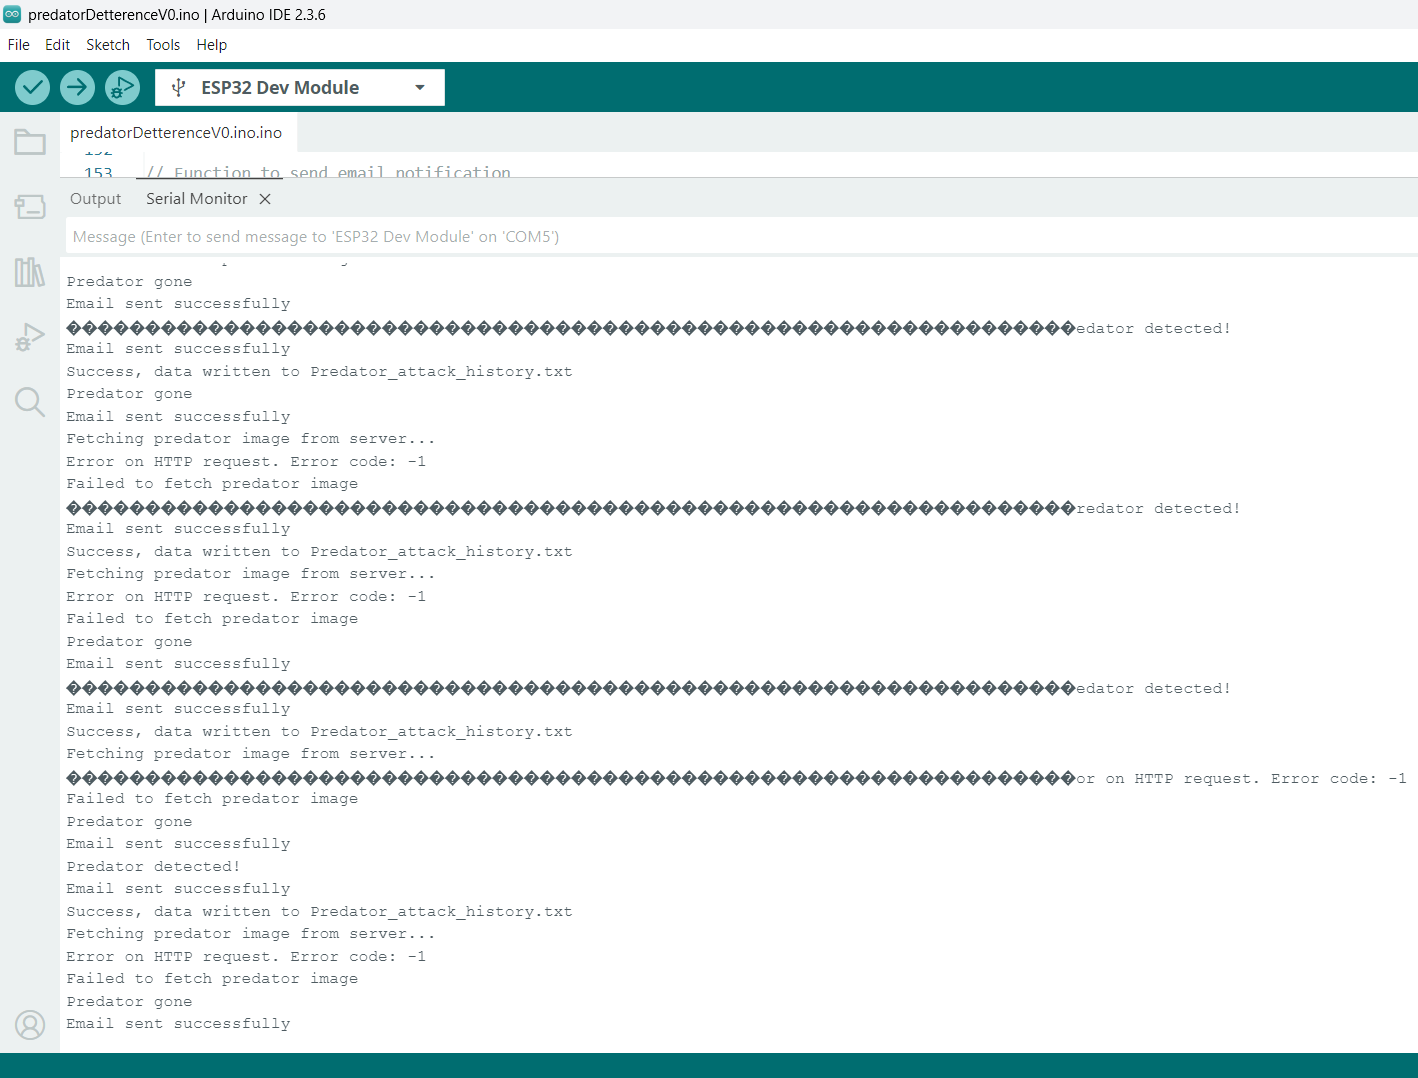 predatorDetterenceV0.ino | Arduino IDE 2.3.6
File Edit Sketch Tools Help
ESP32 Dev Module
predatorDetterenceV0.ino.ino
152
153 // Function to send email notification
Output Serial Monitor
Message (Enter to send message to 'ESP32 Dev Module' on 'COM5')
Predator gone
Email sent successfully
���������������������������������������������������������������edator detected!
Email sent successfully
Success, data written to Predator_attack_history.txt
Predator gone
Email sent successfully
Fetching predator image from server...
Error on HTTP request. Error code: -1
Failed to fetch predator image
���������������������������������������������������������������redator detected!
Email sent successfully
Success, data written to Predator_attack_history.txt
Fetching predator image from server...
Error on HTTP request. Error code: -1
Failed to fetch predator image
Predator gone
Email sent successfully
���������������������������������������������������������������edator detected!
Email sent successfully
Success, data written to Predator_attack_history.txt
Fetching predator image from server...
���������������������������������������������������������������or on HTTP request. Error code: -1
Failed to fetch predator image
Predator gone
Email sent successfully
Predator detected!
Email sent successfully
Success, data written to Predator_attack_history.txt
Fetching predator image from server...
Error on HTTP request. Error code: -1
Failed to fetch predator image
Predator gone
Email sent successfully